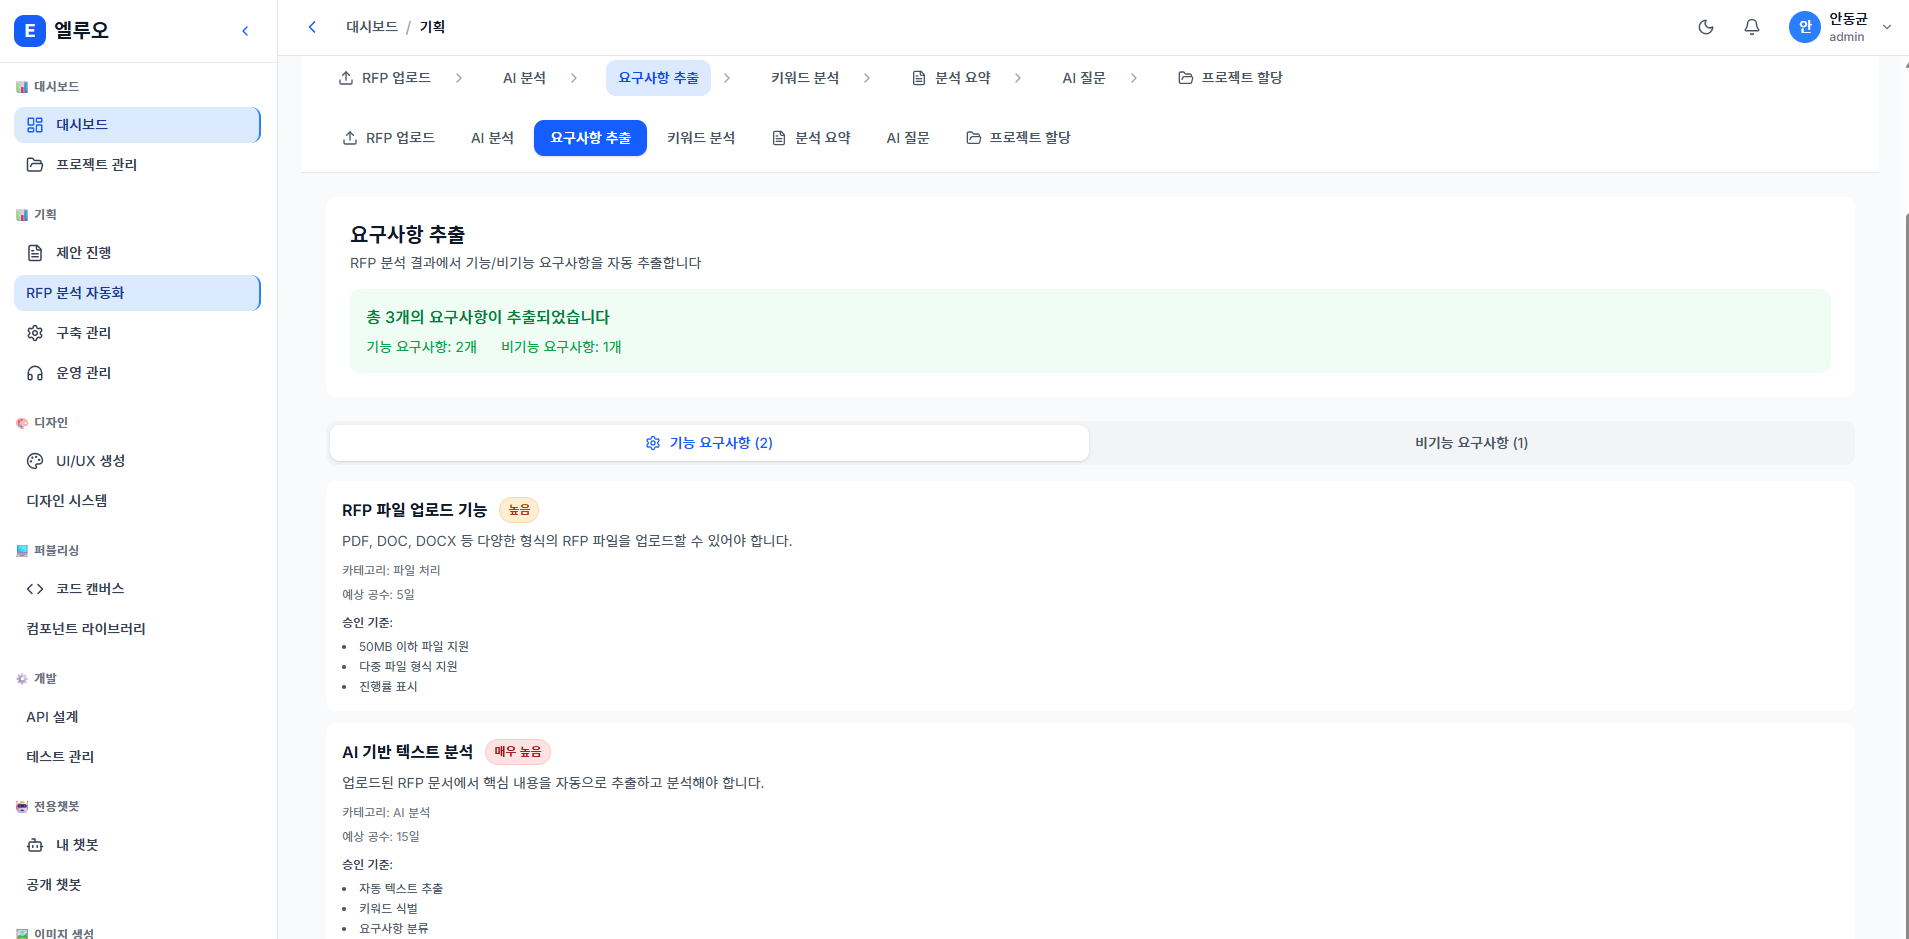 E 엘루오
대시보드 / 기획
안 안동균
admin
대시보드
대시보드
프로젝트 관리
기획
제안 진행
RFP 분석 자동화
구축 관리
운영 관리
디자인
UI/UX 생성
디자인 시스템
퍼블리싱
코드 캔버스
컴포넌트 라이브러리
개발
API 설계
테스트 관리
전용챗봇
내 챗봇
공개 챗봇
이미지 생성
RFP 업로드 AI 분석 요구사항 추출 키워드 분석 분석 요약 AI 질문 프로젝트 할당
RFP 업로드 AI 분석 요구사항 추출 키워드 분석 분석 요약 AI 질문 프로젝트 할당
요구사항 추출
RFP 분석 결과에서 기능/비기능 요구사항을 자동 추출합니다
총 3개의 요구사항이 추출되었습니다
기능 요구사항: 2개 비기능 요구사항: 1개
기능 요구사항 (2) 비기능 요구사항 (1)
RFP 파일 업로드 기능 높음
PDF, DOC, DOCX 등 다양한 형식의 RFP 파일을 업로드할 수 있어야 합니다.
카테고리: 파일 처리
예상 공수: 5일
승인 기준:
• 50MB 이하 파일 지원
• 다중 파일 형식 지원
• 진행률 표시
AI 기반 텍스트 분석 매우 높음
업로드된 RFP 문서에서 핵심 내용을 자동으로 추출하고 분석해야 합니다.
카테고리: AI 분석
예상 공수: 15일
승인 기준:
• 자동 텍스트 추출
• 키워드 식별
• 요구사항 분류